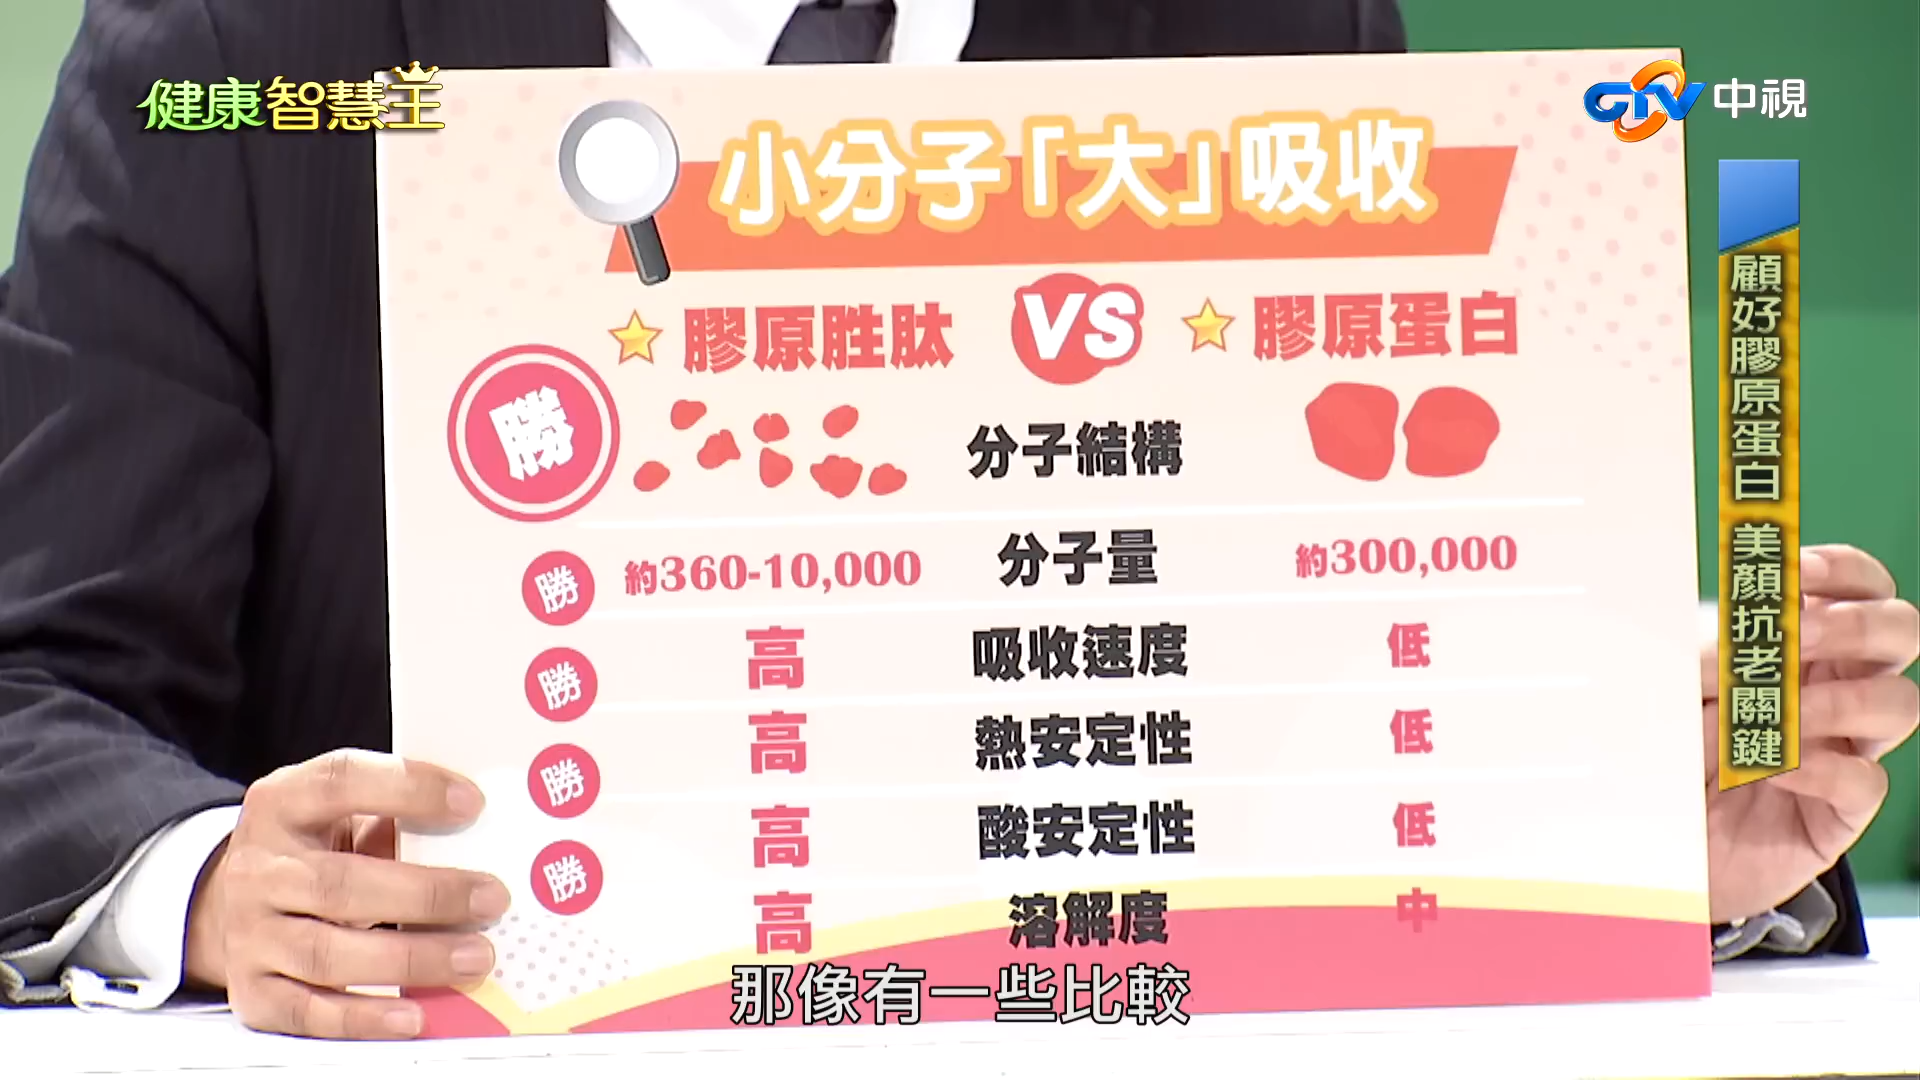 健康智慧王
CTV 中視
小分子「大」吸收
膠原胜肽 VS 膠原蛋白
勝 分子結構
勝 約360-10,000 分子量 約300,000
勝 高 吸收速度 低
勝 高 熱安定性 低
勝 高 酸安定性 低
高 溶解度 中
顧好膠原蛋白 美顏抗老關鍵
那像有一些比較